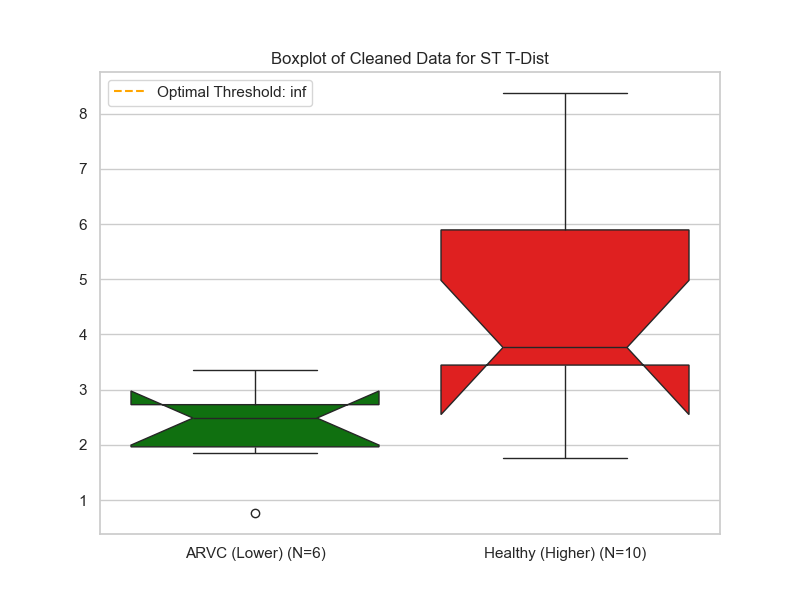 Boxplot of Cleaned Data for ST T-Dist
Optimal Threshold: inf
8
7
6
5
4
3
2
1
ARVC (Lower) (N=6)
Healthy (Higher) (N=10)